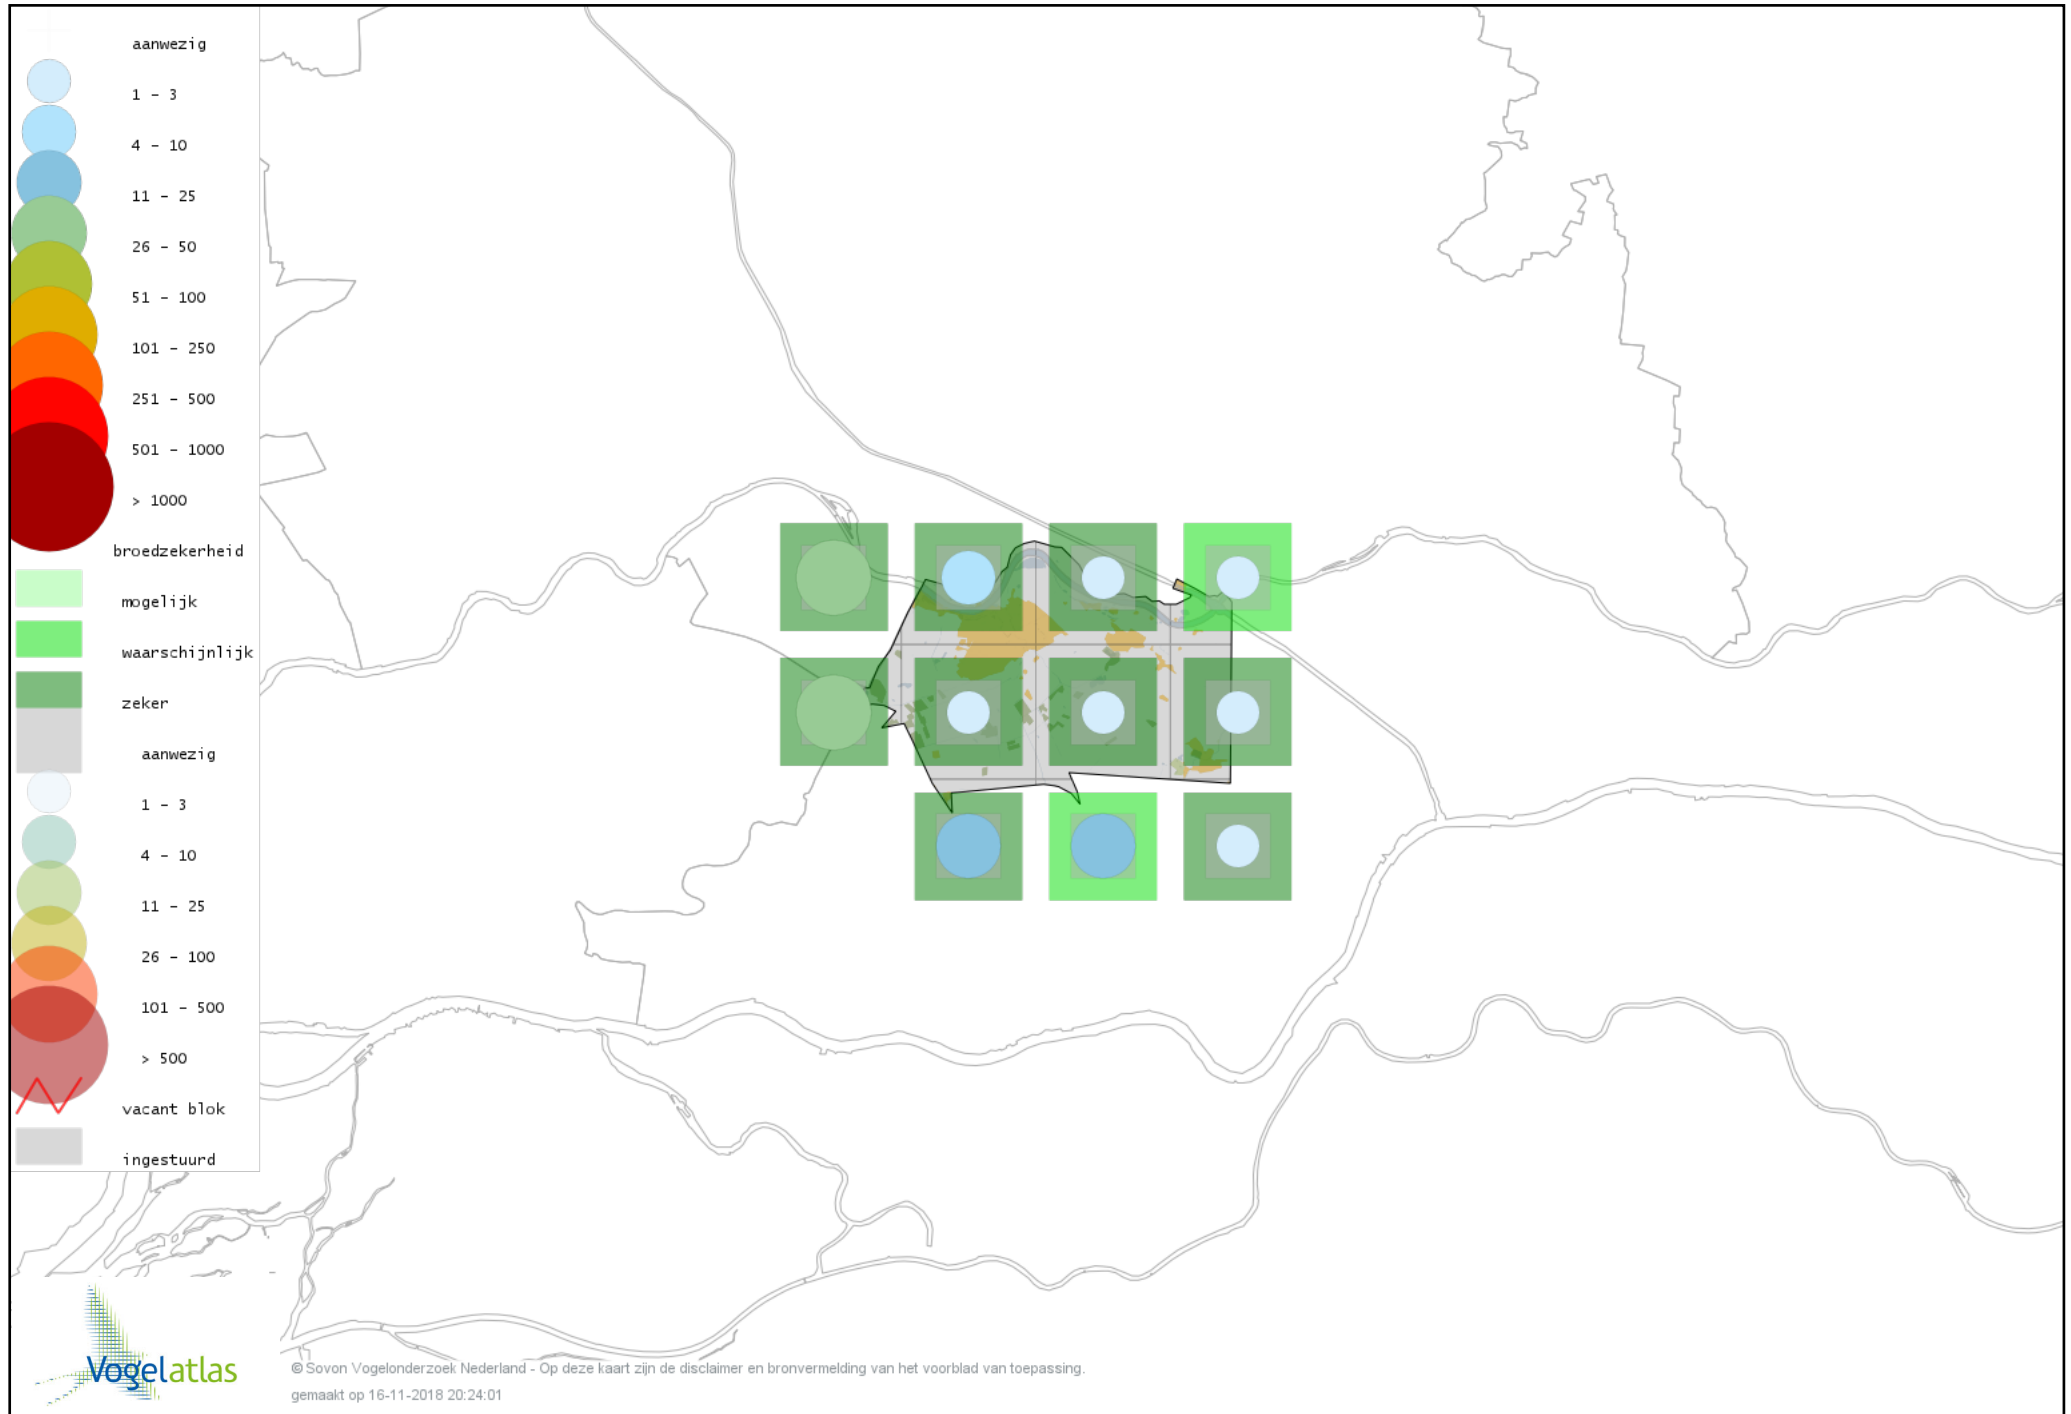 aanwezig
1 - 3
4 - 10
11 - 25
26 - 50
51 - 100
101 - 250
251 - 500
501 - 1000
> 1000
broedzekerheid
mogelijk
waarschijnlijk
zeker
aanwezig
1 - 3
4 - 10
11 - 25
26 - 100
101 - 500
> 500
vacant blok
ingestuurd
Vogelatlas
© Sovon Vogelonderzoek Nederland - Op deze kaart zijn de disclaimer en bronvermelding van het voorblad van toepassing.
gemaakt op 16-11-2018 20:24:01